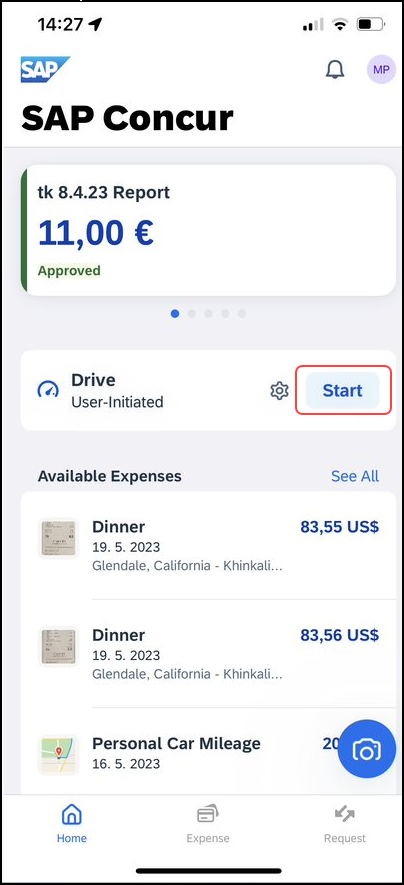 14:27
SAP
MP
SAP Concur
tk 8.4.23 Report
11,00 €
Approved
Drive
User-Initiated
Start
Available Expenses
See All
Dinner
83,55 US$
19. 5. 2023
Glendale, California - Khinkali...
Dinner
83,56 US$
19. 5. 2023
Glendale, California - Khinkali...
Personal Car Mileage
20
16. 5. 2023
Home
Expense
Request